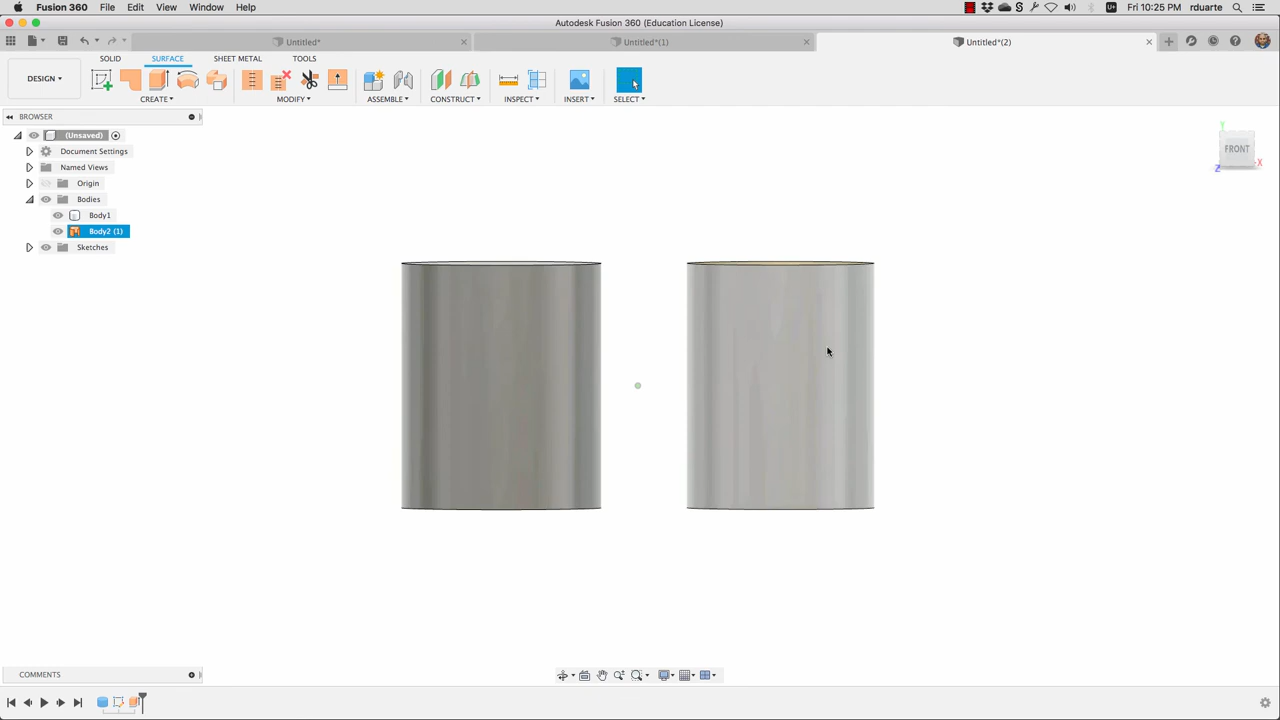 Fusion 360 File Edit View Window Help Fri 10:25 PM rduarte
Autodesk Fusion 360 (Education License)
Untitled* Untitled*(1) Untitled*(2)
SOLID SURFACE SHEET METAL TOOLS
DESIGN
CREATE MODIFY ASSEMBLE CONSTRUCT INSPECT INSERT SELECT
BROWSER
(Unsaved)
Document Settings
Named Views
Origin
Bodies
Body1
Body2 (1)
Sketches
Y
FRONT
X
Z
COMMENTS